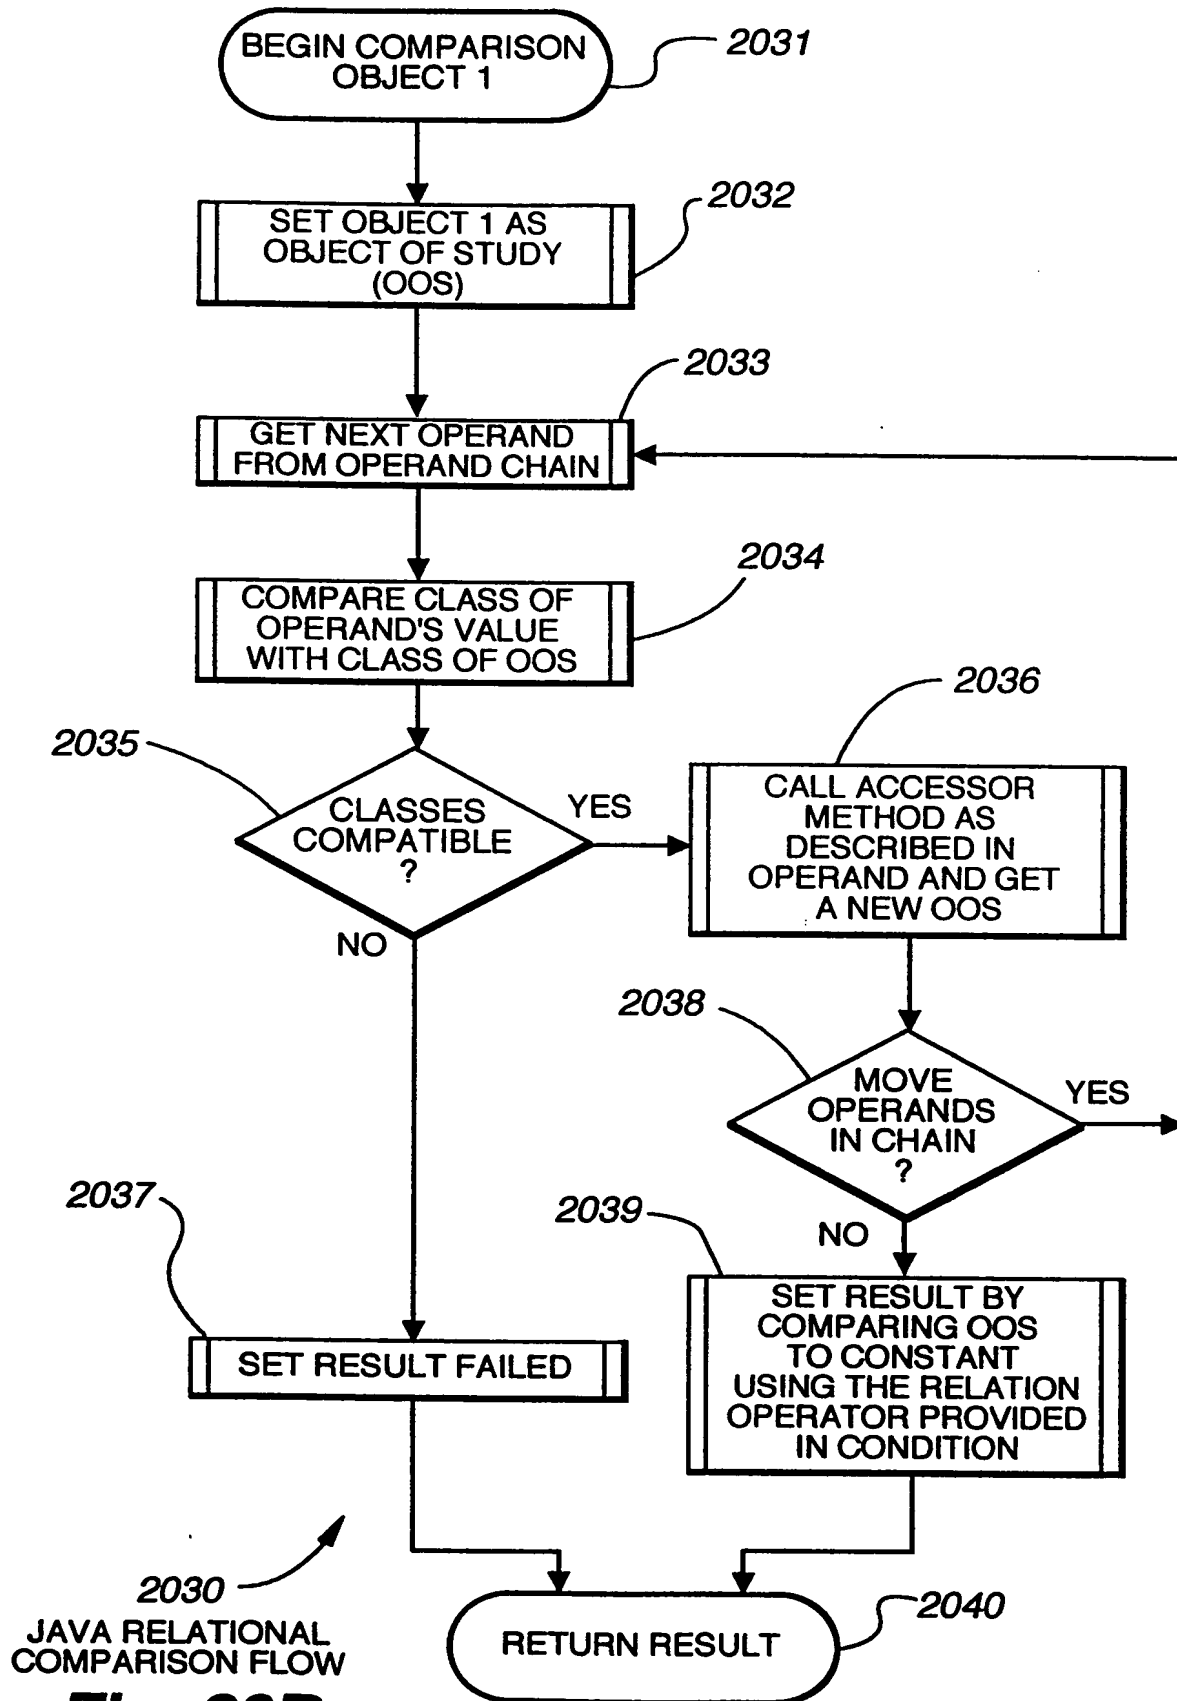 BEGIN COMPARISON
OBJECT 1
2031
SET OBJECT 1 AS
OBJECT OF STUDY
(OOS)
2032
2033
GET NEXT OPERAND
FROM OPERAND CHAIN
2034
COMPARE CLASS OF
OPERAND'S VALUE
WITH CLASS OF OOS
2035
CLASSES
COMPATIBLE
?
YES
NO
2036
CALL ACCESSOR
METHOD AS
DESCRIBED IN
OPERAND AND GET
A NEW OOS
2038
MOVE
OPERANDS
IN CHAIN
?
YES
NO
2037
SET RESULT FAILED
2039
SET RESULT BY
COMPARING OOS
TO CONSTANT
USING THE RELATION
OPERATOR PROVIDED
IN CONDITION
2040
RETURN RESULT
2030
JAVA RELATIONAL
COMPARISON FLOW